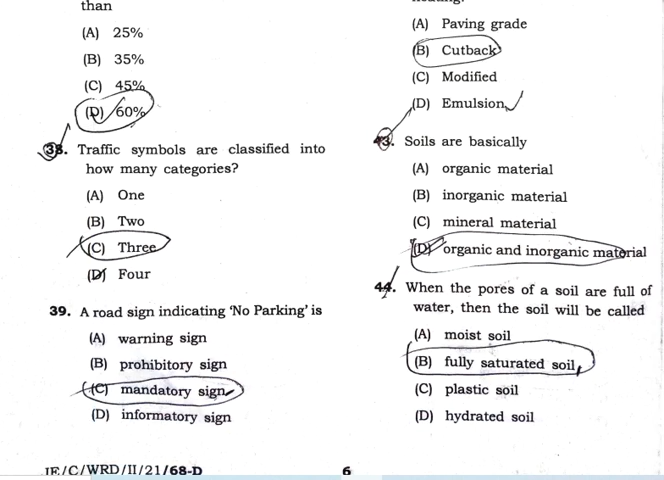 than
(A) 25%
(B) 35%
(C) 45%
(D) 60%
38. Traffic symbols are classified into
how many categories?
(A) One
(B) Two
(C) Three
(D) Four
39. A road sign indicating 'No Parking' is
(A) warning sign
(B) prohibitory sign
(C) mandatory sign
(D) informatory sign
(A) Paving grade
(B) Cutback
(C) Modified
(D) Emulsion
43. Soils are basically
(A) organic material
(B) inorganic material
(C) mineral material
(D) organic and inorganic material
44. When the pores of a soil are full of
water, then the soil will be called
(A) moist soil
(B) fully saturated soil
(C) plastic soil
(D) hydrated soil
JE/C/WRD/II/21/68-D
6